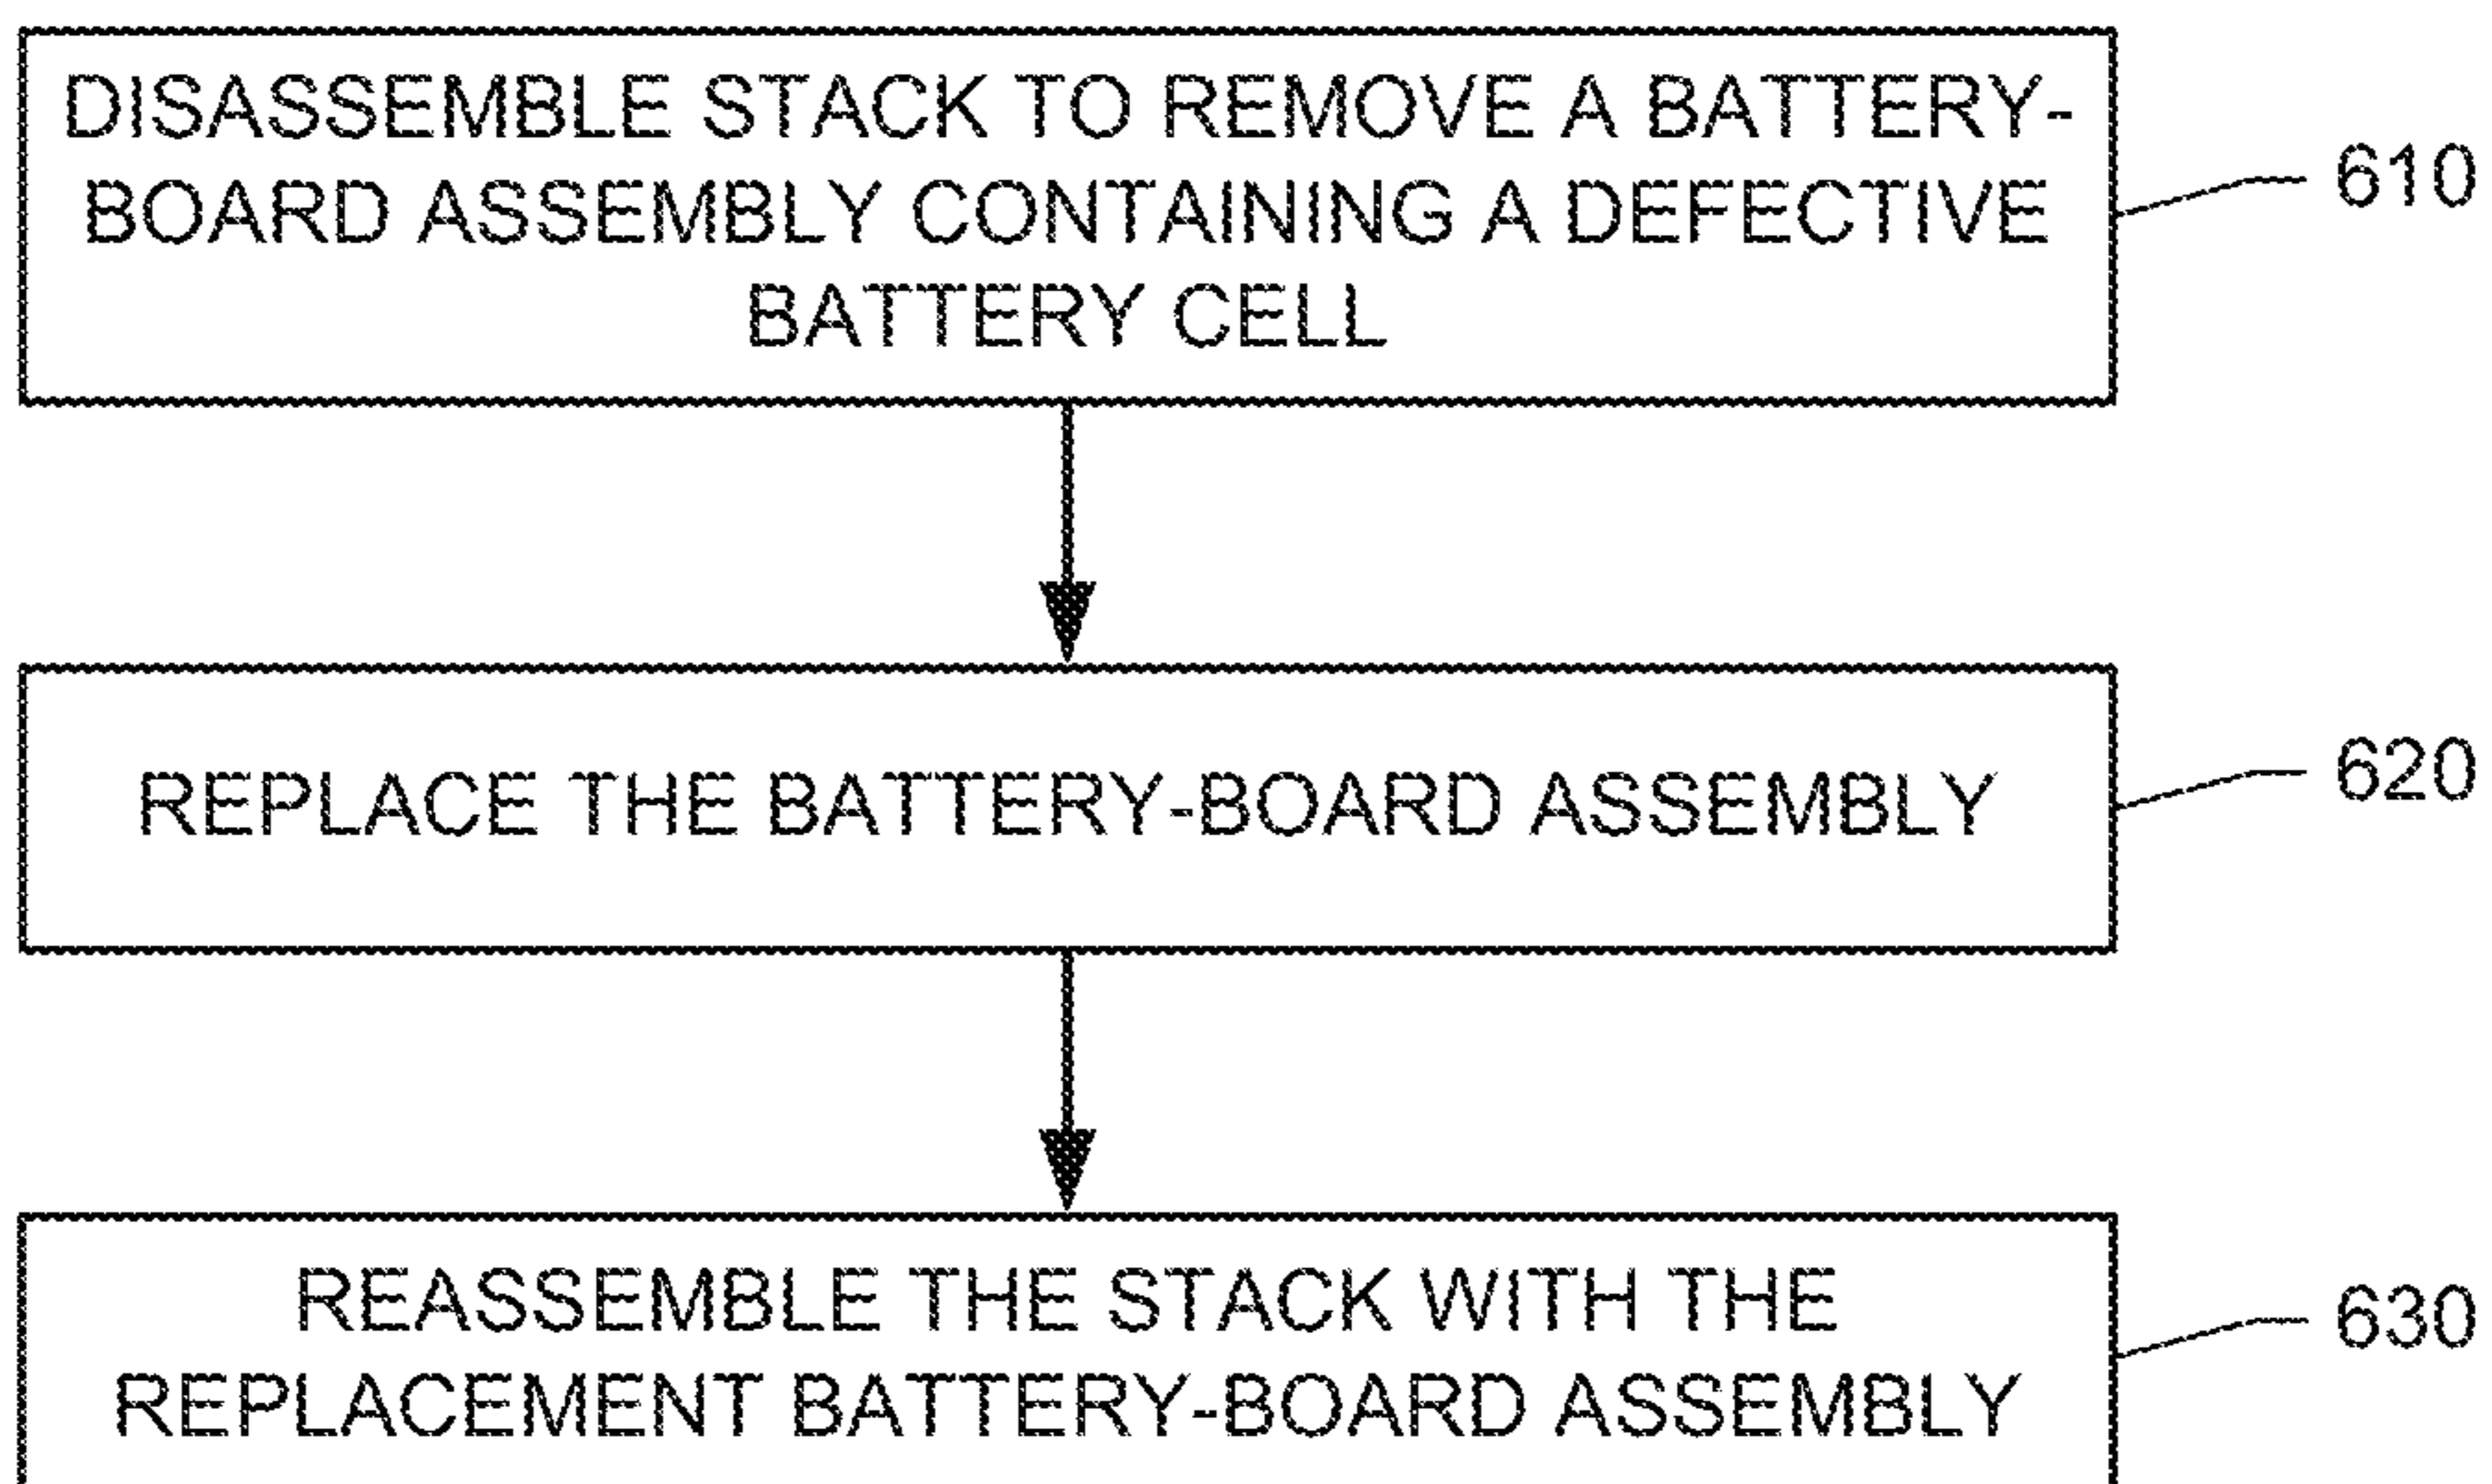 DISASSEMBLE STACK TO REMOVE A BATTERY-
BOARD ASSEMBLY CONTAINING A DEFECTIVE
BATTERY CELL
610
REPLACE THE BATTERY-BOARD ASSEMBLY
620
REASSEMBLE THE STACK WITH THE
REPLACEMENT BATTERY-BOARD ASSEMBLY
630